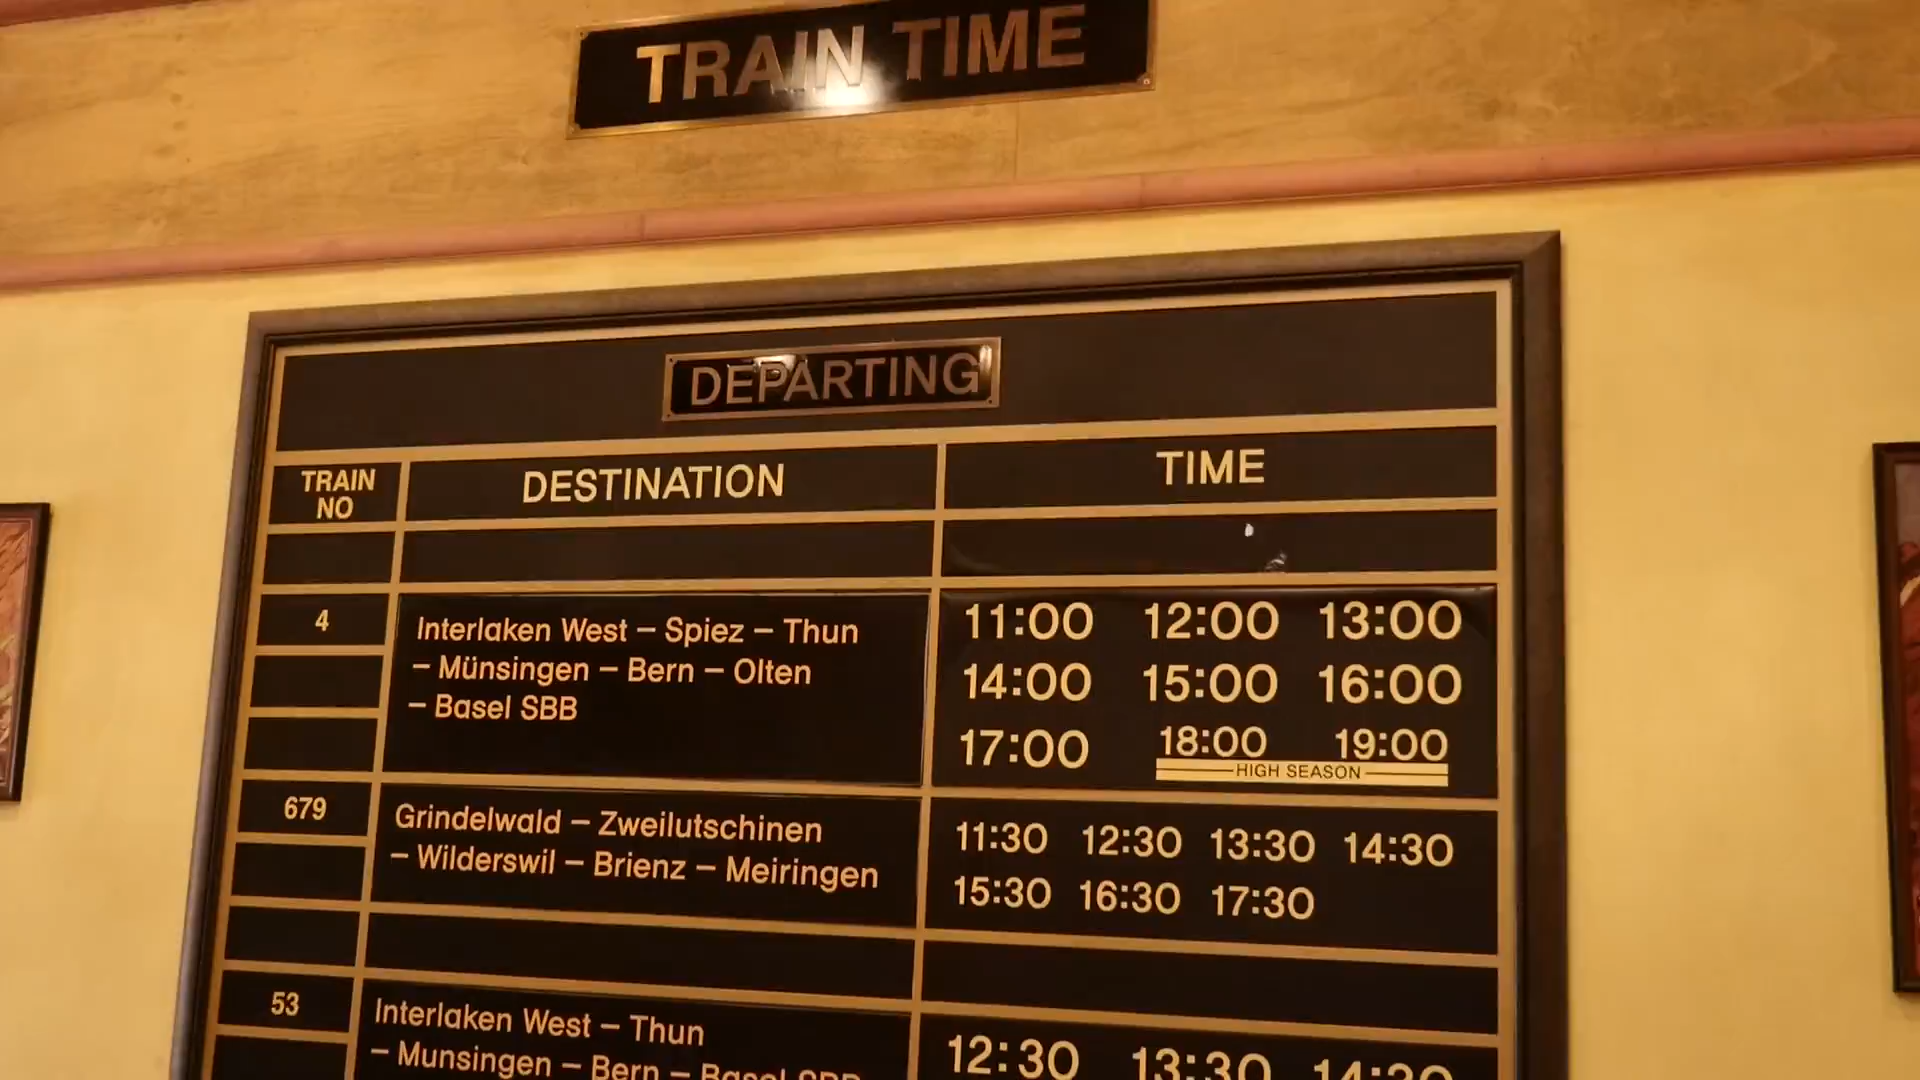 TRAIN TIME
DEPARTING
TRAIN NO
DESTINATION
TIME
4
Interlaken West – Spiez – Thun
– Münsingen – Bern – Olten
– Basel SBB
11:00 12:00 13:00
14:00 15:00 16:00
17:00 18:00 19:00
HIGH SEASON
679
Grindelwald – Zweilutschinen
– Wilderswil – Brienz – Meiringen
11:30 12:30 13:30 14:30
15:30 16:30 17:30
53
Interlaken West – Thun
– Munsingen – Bern – Basel SBB
12:30 13:30 14:30